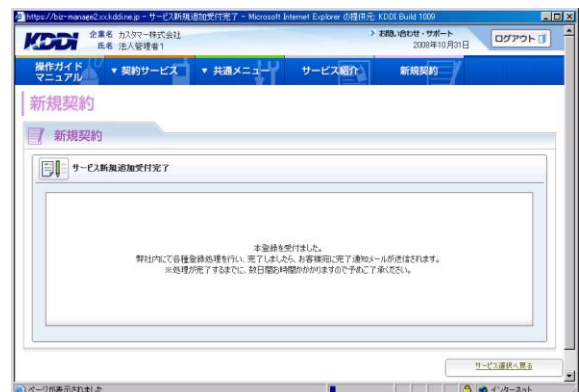 https://biz-manage2.xx.kddine.jp - サービス新規追加受付完了 - Microsoft Internet Explorer の提供元: KDDI Build 1009
KDDI
企業名 カスタマー株式会社
氏名 法人管理者1
お問い合わせ・サポート
2008年10月31日
ログアウト
操作ガイド
マニュアル
▼ 契約サービス
▼ 共通メニュー
サービス紹介
新規契約
新規契約
新規契約
サービス新規追加受付完了
本登録を受付ました。
弊社内にて各種登録処理を行い、完了しましたら、お客様宛に完了通知メールが送信されます。
※処理が完了するまでに、数日間お時間がかかりますので予めご了承ください。
サービス選択へ戻る
ページが表示されました
インターネット